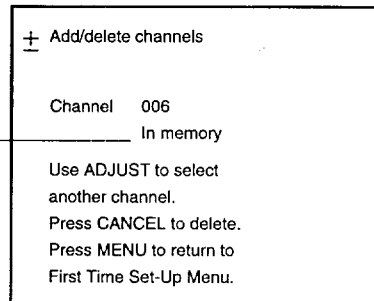 ± Add/delete channels
Channel 006
In memory
Use ADJUST to select
another channel.
Press CANCEL to delete.
Press MENU to return to
First Time Set-Up Menu.